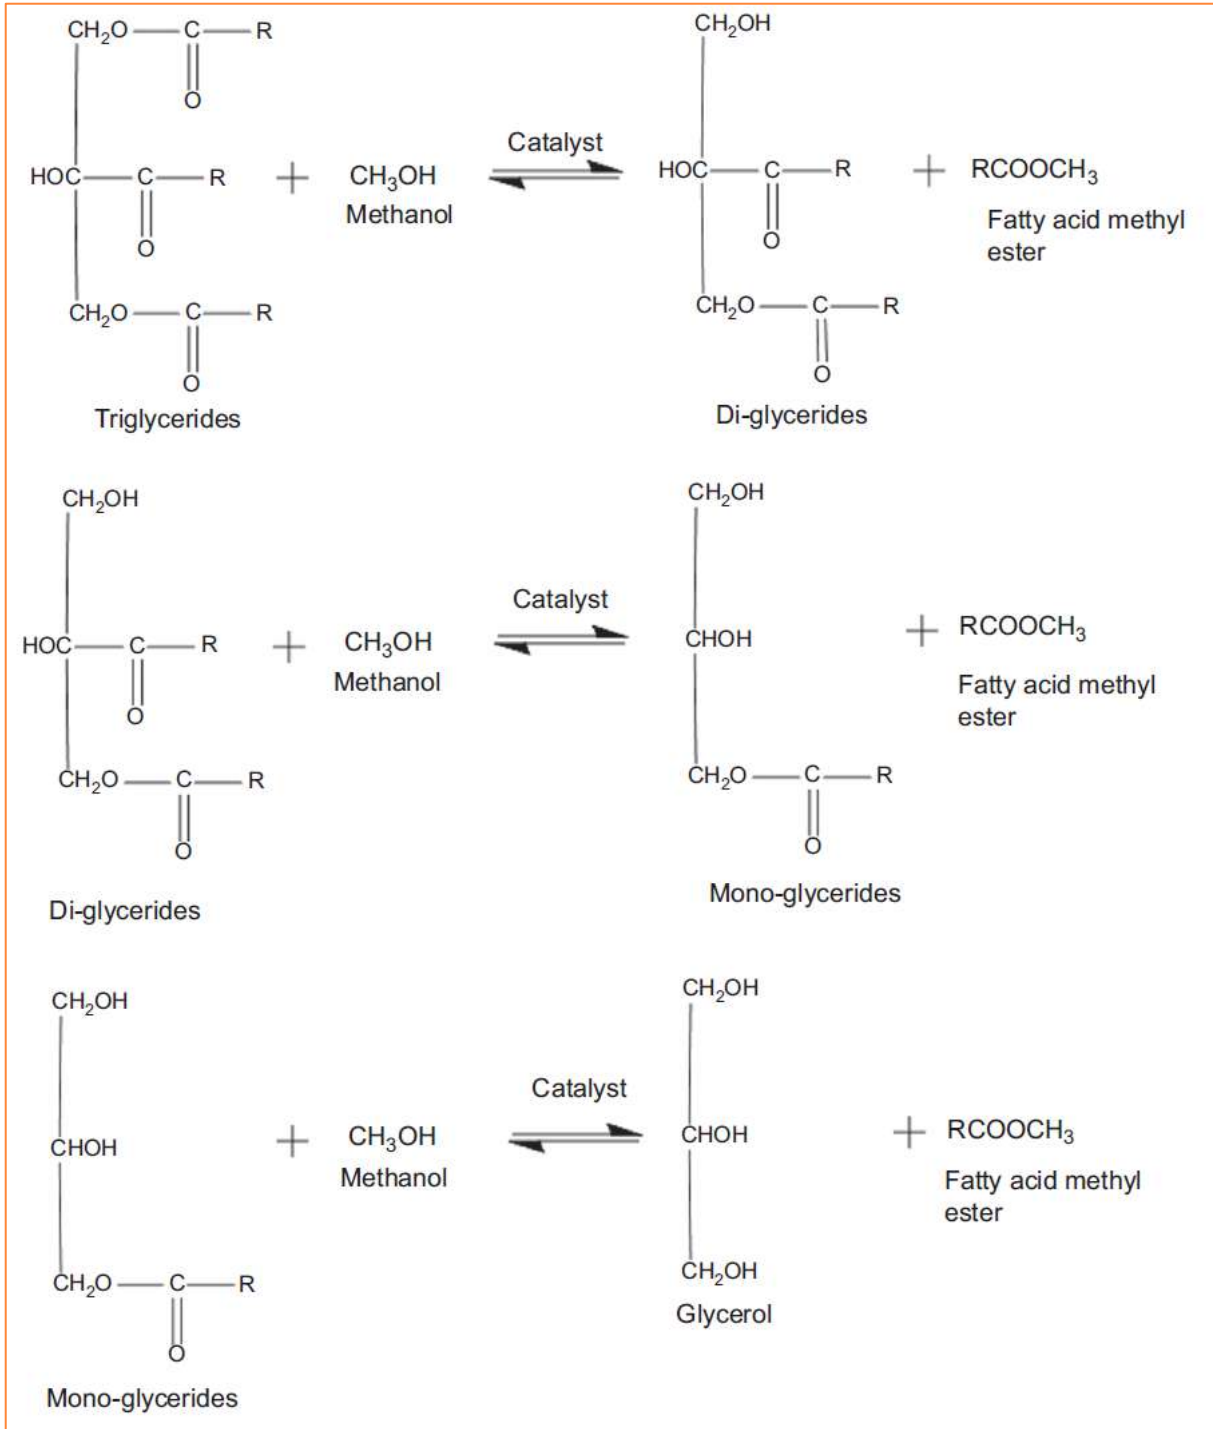 CH₂O C R
O
HOC C R
O
CH₂O C R
O
Triglycerides
+
CH₃OH
Methanol
Catalyst
CH₂OH
HOC C R
O
CH₂O C R
O
Di-glycerides
+
RCOOCH₃
Fatty acid methyl
ester
CH₂OH
HOC C R
O
CH₂O C R
O
Di-glycerides
+
CH₃OH
Methanol
Catalyst
CH₂OH
CHOH
CH₂O C R
O
Mono-glycerides
+
RCOOCH₃
Fatty acid methyl
ester
CH₂OH
CHOH
CH₂O C R
O
Mono-glycerides
+
CH₃OH
Methanol
Catalyst
CH₂OH
CHOH
CH₂OH
Glycerol
+
RCOOCH₃
Fatty acid methyl
ester